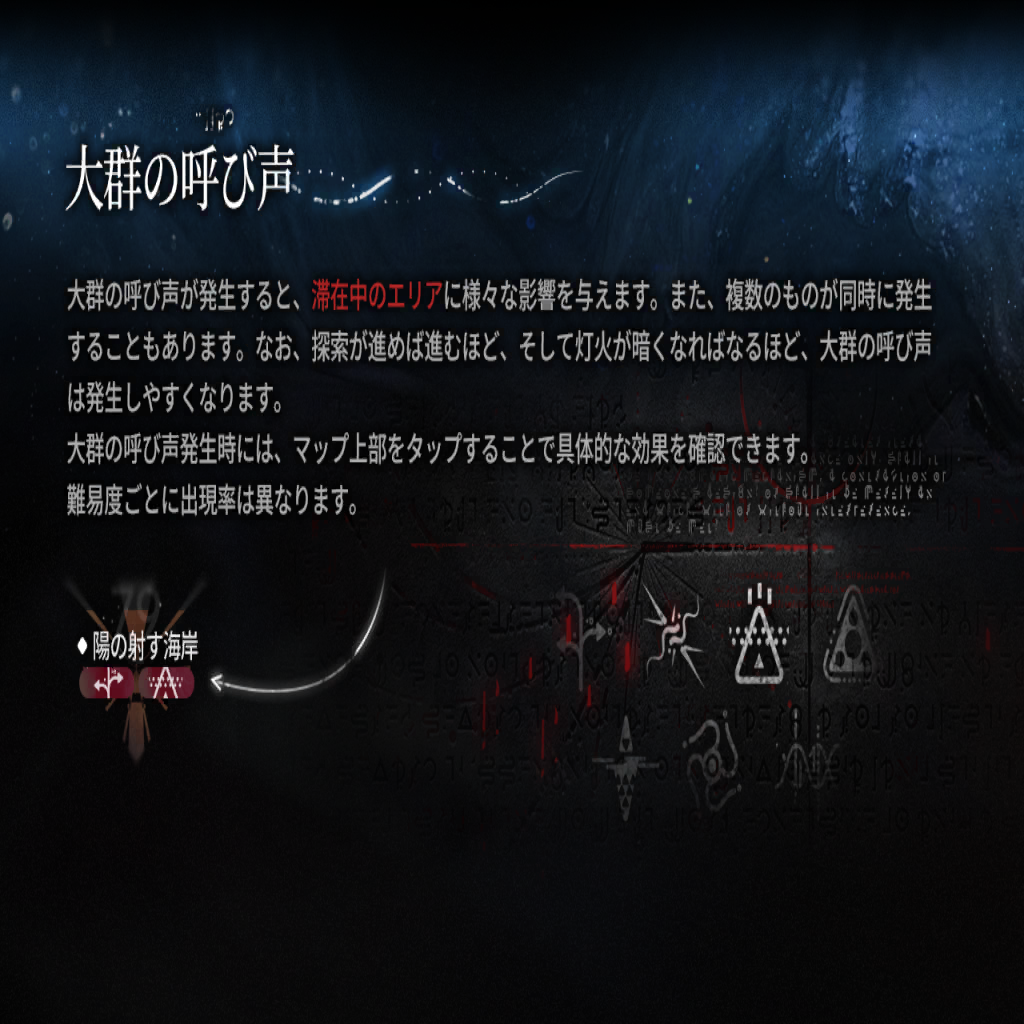 大群の呼び声
大群の呼び声が発生すると、滞在中のエリアに様々な影響を与えます。また、複数のものが同時に発生
することもあります。なお、探索が進めば進むほど、そして灯火が暗くなればなるほど、大群の呼び声
は発生しやすくなります。
大群の呼び声発生時には、マップ上部をタップすることで具体的な効果を確認できます。
難易度ごとに出現率は異なります。
陽の射す海岸